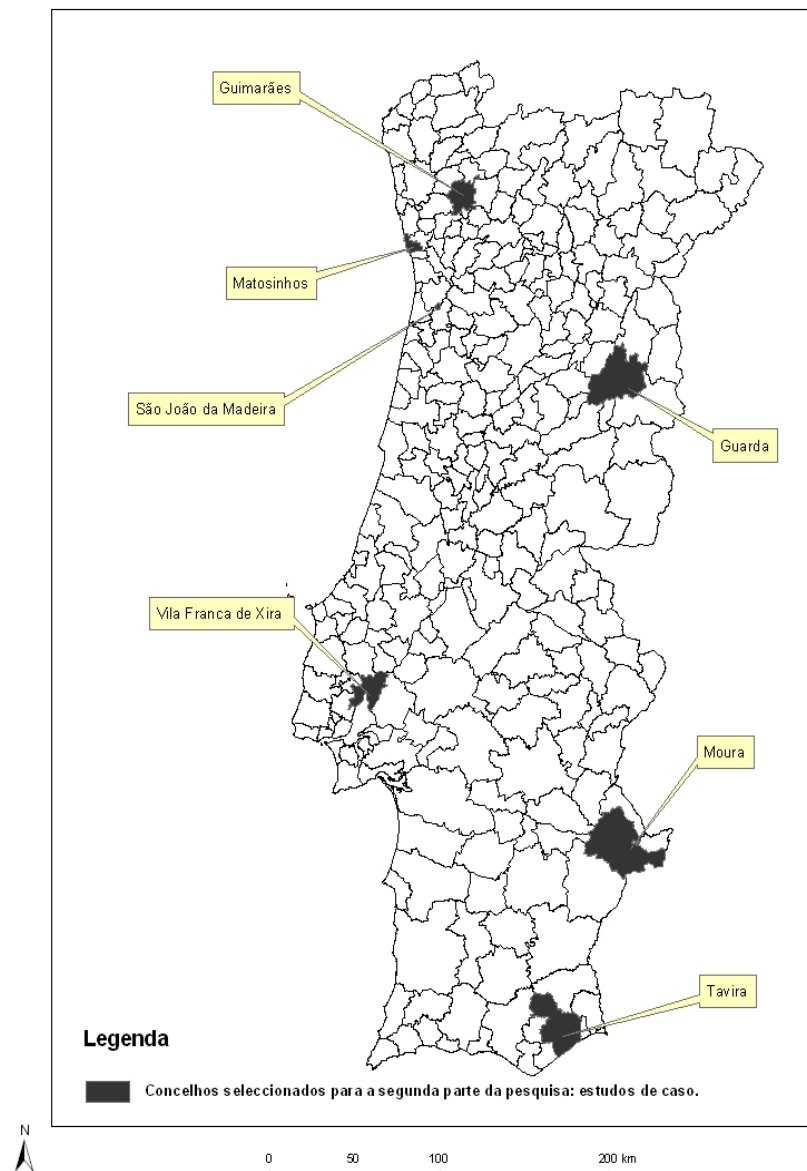 Guimarães
Matosinhos
São João da Madeira
Guarda
Vila Franca de Xira
Moura
Tavira
Legenda
Concelhos seleccionados para a segunda parte da pesquisa: estudos de caso.
N
0 50 100 200 km